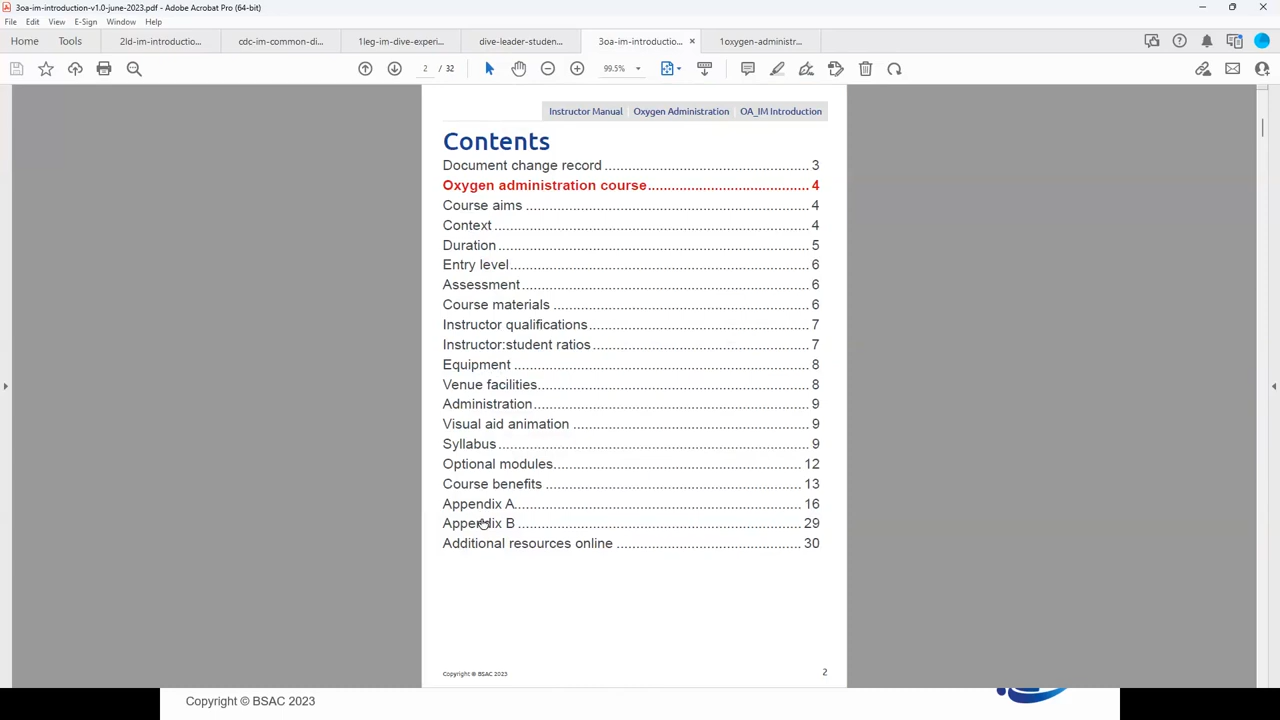 3oa-im-introduction-v1.0-june-2023.pdf - Adobe Acrobat Pro (64-bit)
File Edit View E-Sign Window Help
Home Tools 2ld-im-introductio... cdc-im-common-di... 1leg-im-dive-experi... dive-leader-studen... 3oa-im-introductio... × 1oxygen-administr...
2 / 32 99.5%
Instructor Manual Oxygen Administration OA_IM Introduction
Contents
Document change record ................................................... 3
Oxygen administration course................................... 4
Course aims ..................................................................... 4
Context ............................................................................. 4
Duration ............................................................................ 5
Entry level......................................................................... 6
Assessment ...................................................................... 6
Course materials .............................................................. 6
Instructor qualifications..................................................... 7
Instructor:student ratios .................................................... 7
Equipment ........................................................................ 8
Venue facilities.................................................................. 8
Administration ................................................................... 9
Visual aid animation ......................................................... 9
Syllabus ............................................................................ 9
Optional modules............................................................ 12
Course benefits .............................................................. 13
Appendix A..................................................................... 16
Appendix B ..................................................................... 29
Additional resources online ............................................ 30
Copyright © BSAC 2023 2
Copyright © BSAC 2023